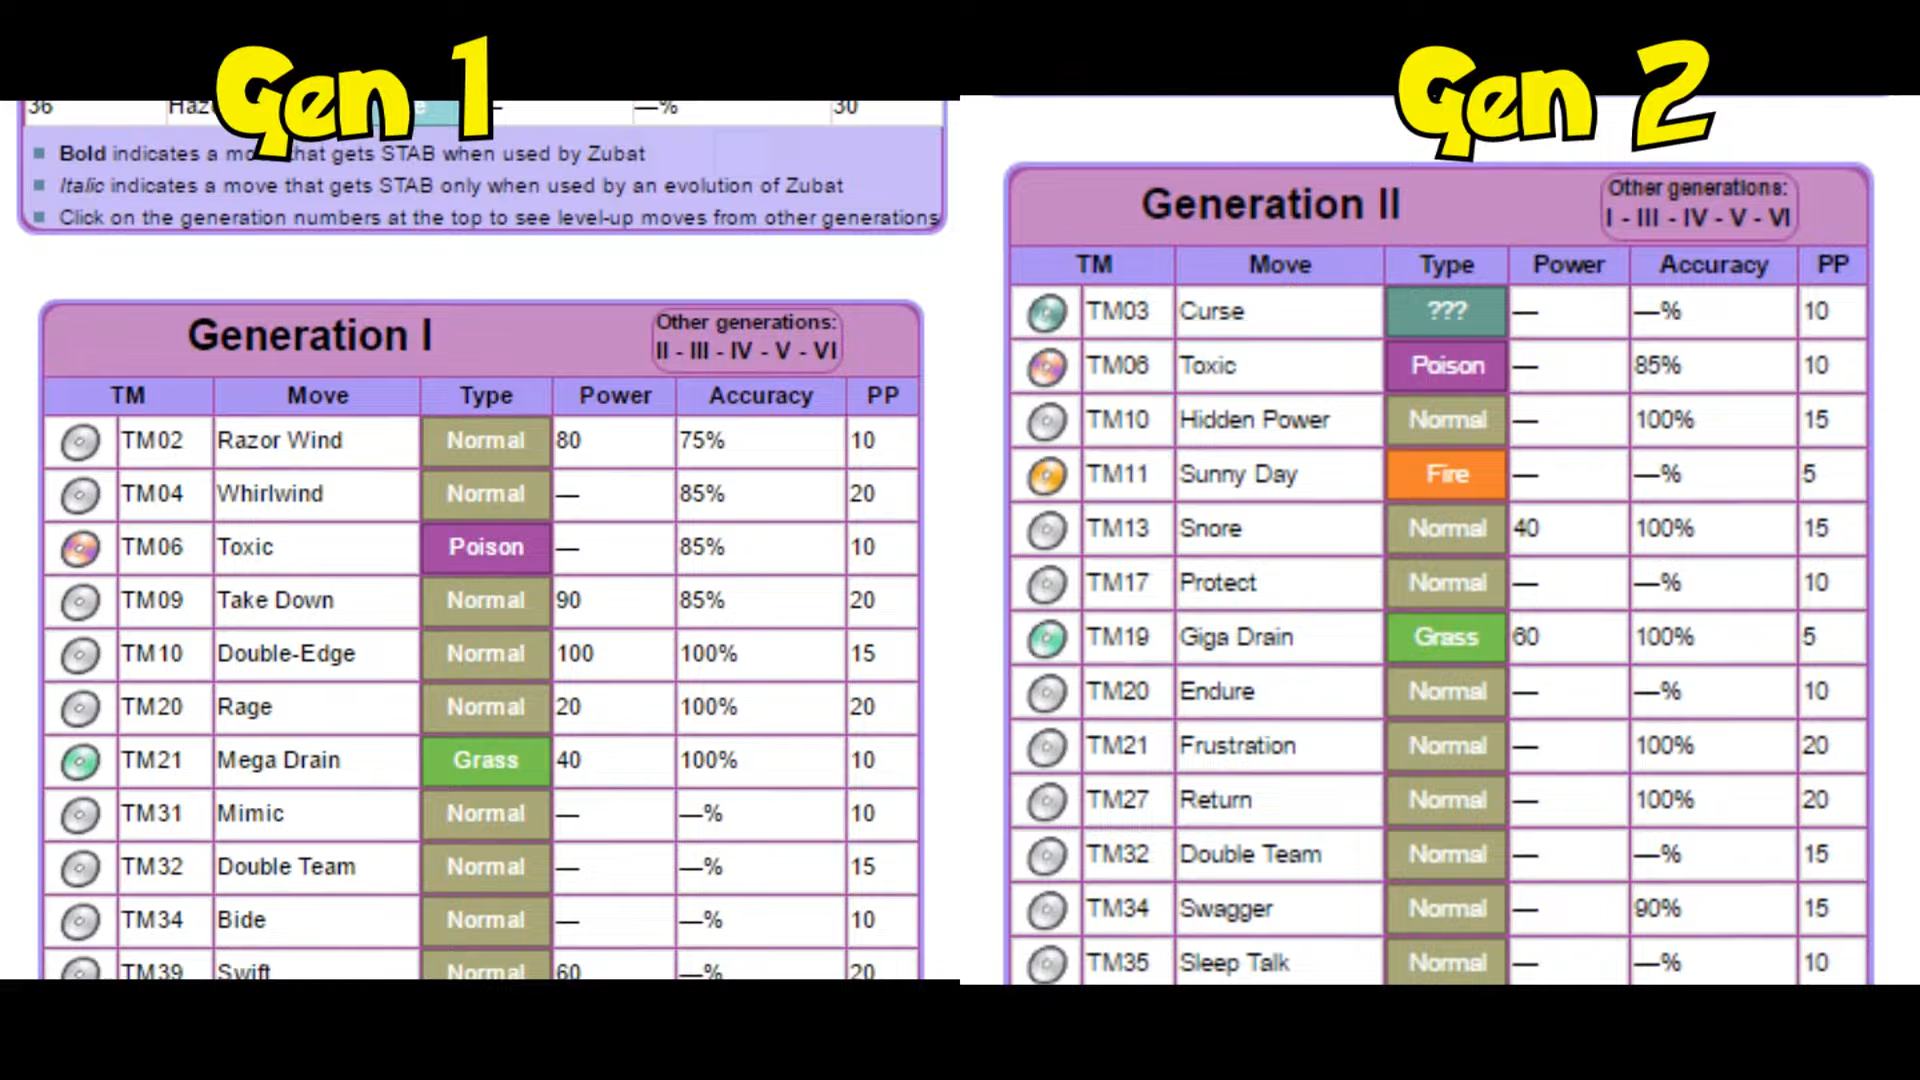 Gen 1
36 Haz —% 30
Bold indicates a mo that gets STAB when used by Zubat
Italic indicates a move that gets STAB only when used by an evolution of Zubat
Click on the generation numbers at the top to see level-up moves from other generations
Generation I
Other generations:
II - III - IV - V - VI
TM Move Type Power Accuracy PP
TM02 Razor Wind Normal 80 75% 10
TM04 Whirlwind Normal — 85% 20
TM06 Toxic Poison — 85% 10
TM09 Take Down Normal 90 85% 20
TM10 Double-Edge Normal 100 100% 15
TM20 Rage Normal 20 100% 20
TM21 Mega Drain Grass 40 100% 10
TM31 Mimic Normal — —% 10
TM32 Double Team Normal — —% 15
TM34 Bide Normal — —% 10
TM39 Swift Normal 60 —% 20
Gen 2
Generation II
Other generations:
I - III - IV - V - VI
TM Move Type Power Accuracy PP
TM03 Curse ??? — —% 10
TM06 Toxic Poison — 85% 10
TM10 Hidden Power Normal — 100% 15
TM11 Sunny Day Fire — —% 5
TM13 Snore Normal 40 100% 15
TM17 Protect Normal — —% 10
TM19 Giga Drain Grass 60 100% 5
TM20 Endure Normal — —% 10
TM21 Frustration Normal — 100% 20
TM27 Return Normal — 100% 20
TM32 Double Team Normal — —% 15
TM34 Swagger Normal — 90% 15
TM35 Sleep Talk Normal — —% 10